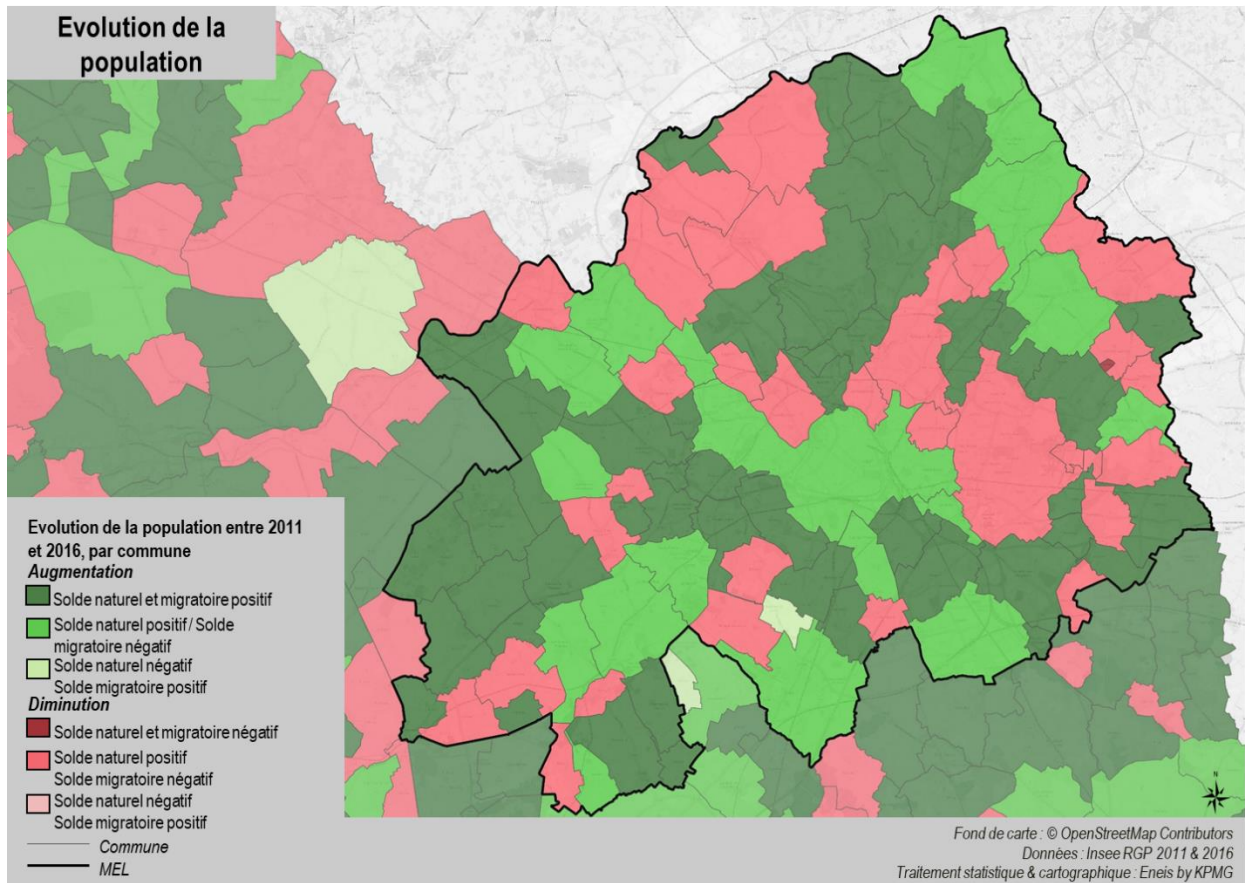 Evolution de la
population
Evolution de la population entre 2011
et 2016, par commune
Augmentation
Solde naturel et migratoire positif
Solde naturel positif / Solde
migratoire négatif
Solde naturel négatif
Solde migratoire positif
Diminution
Solde naturel et migratoire négatif
Solde naturel positif
Solde migratoire négatif
Solde naturel négatif
Solde migratoire positif
Commune
MEL
N
Fond de carte : © OpenStreetMap Contributors
Données : Insee RGP 2011 & 2016
Traitement statistique & cartographique : Eneis by KPMG